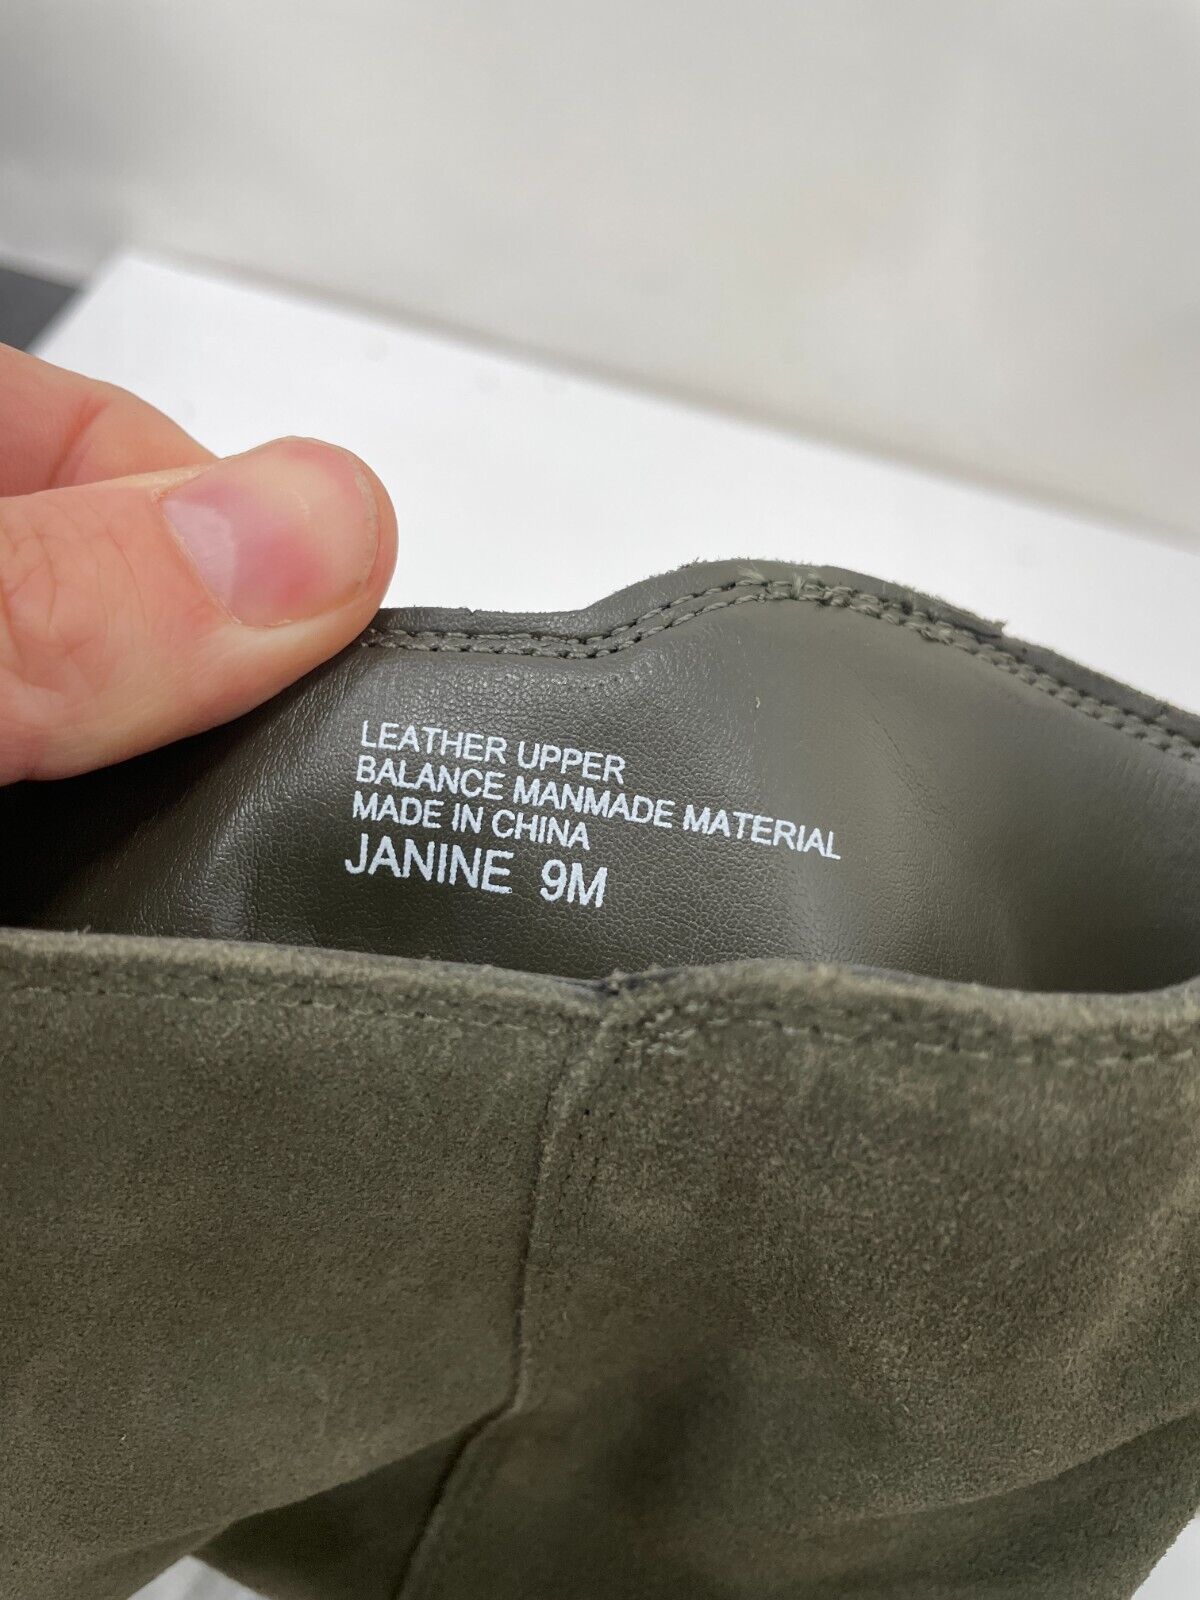 LEATHER UPPER
BALANCE MANMADE MATERIAL
MADE IN CHINA
JANINE 9M